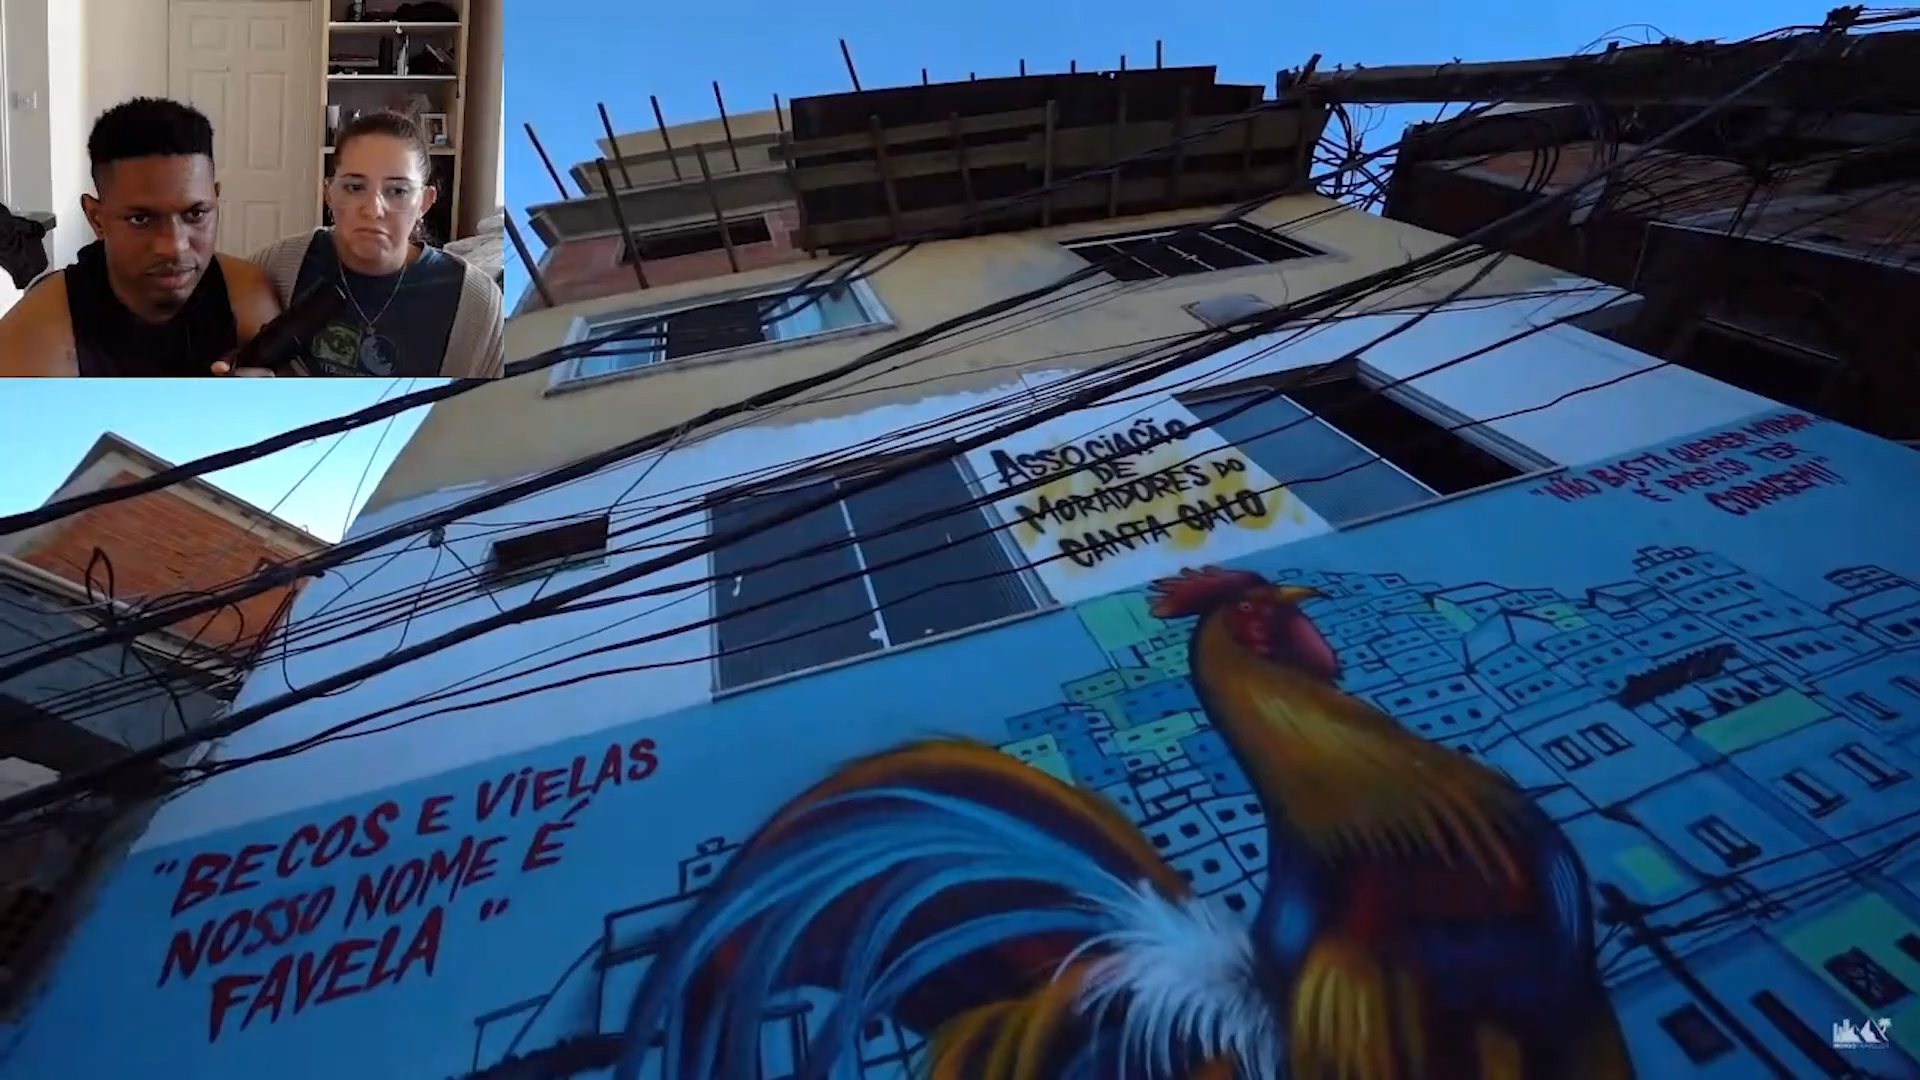 ASSOCIAÇÃO
DE
MORADORES DO
CANTA GALO
"NÃO BASTA QUERER MUDAR
É PRECISO TER
CORAGEM!"
"BECOS E VIELAS
NOSSO NOME É
FAVELA"